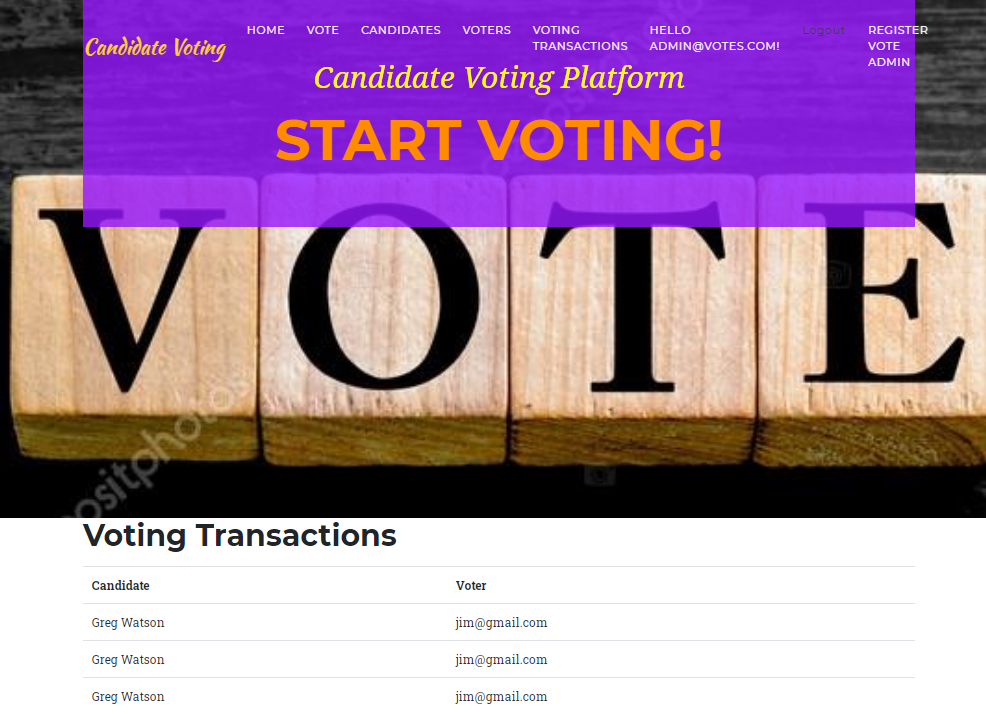 Candidate Voting
HOME
VOTE
CANDIDATES
VOTERS
VOTING
TRANSACTIONS
HELLO
ADMIN@VOTES.COM!
Logout
REGISTER
VOTE
ADMIN
Candidate Voting Platform
START VOTING!
VOTE
Voting Transactions
Candidate Voter
Greg Watson jim@gmail.com
Greg Watson jim@gmail.com
Greg Watson jim@gmail.com